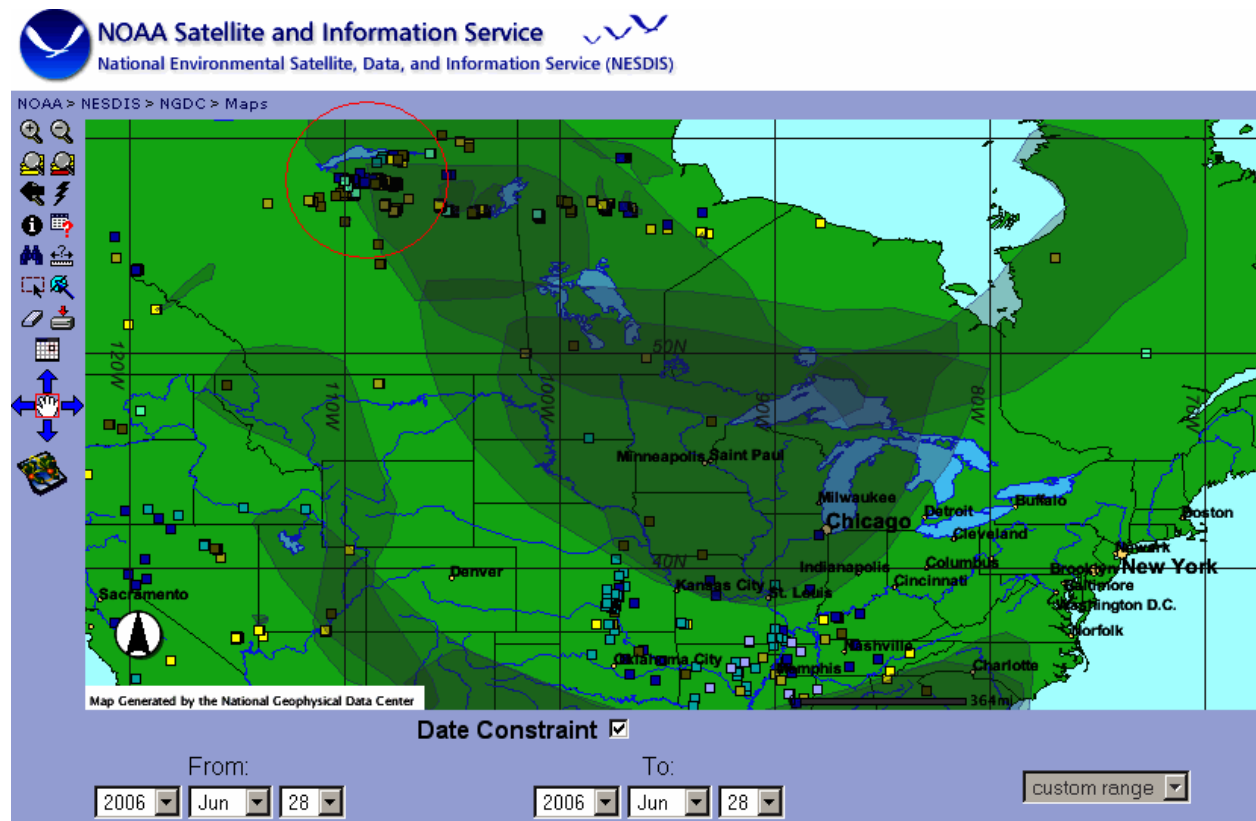 NOAA Satellite and Information Service
National Environmental Satellite, Data, and Information Service (NESDIS)
NOAA > NESDIS > NGDC > Maps
120W
110W
100W
50N
90W
80W
70W
Minneapolis Saint Paul
Milwaukee
Chicago
Detroit
Buffalo
Boston
Cleveland
Newark
New York
Denver
40N
Indianapolis
Columbus
Brooklyn
Sacramento
Kansas City
St. Louis
Cincinnati
Baltimore
Washington D.C.
Norfolk
Nashville
Oklahoma City
Memphis
Charlotte
364mi
Map Generated by the National Geophysical Data Center
Date Constraint
From:
To:
2006 Jun 28
2006 Jun 28
custom range